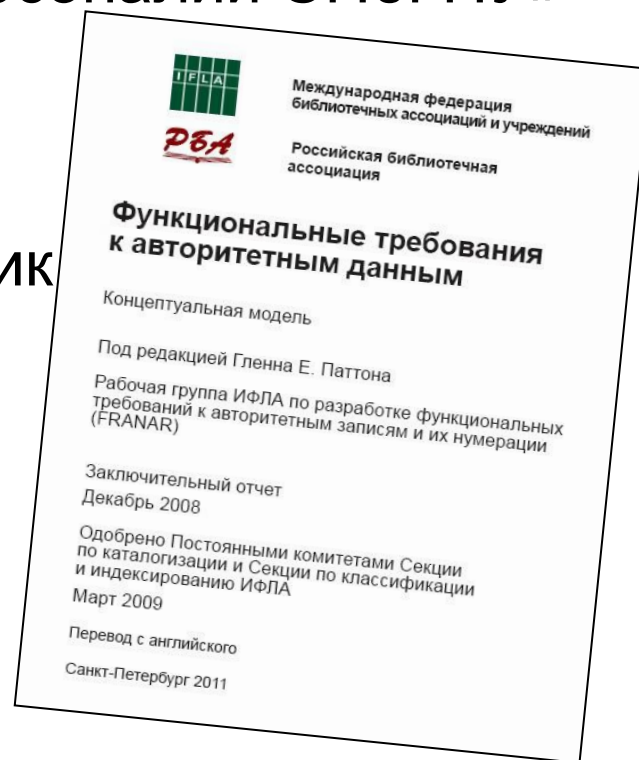 ИК
IFLA
РБА
Международная федерация
библиотечных ассоциаций и учреждений
Российская библиотечная
ассоциация
Функциональные требования
к авторитетным данным
Концептуальная модель
Под редакцией Гленна Е. Паттона
Рабочая группа ИФЛА по разработке функциональных
требований к авторитетным записям и их нумерации
(FRANAR)
Заключительный отчет
Декабрь 2008
Одобрено Постоянными комитетами Секции
по каталогизации и Секции по классификации
и индексированию ИФЛА
Март 2009
Перевод с английского
Санкт-Петербург 2011